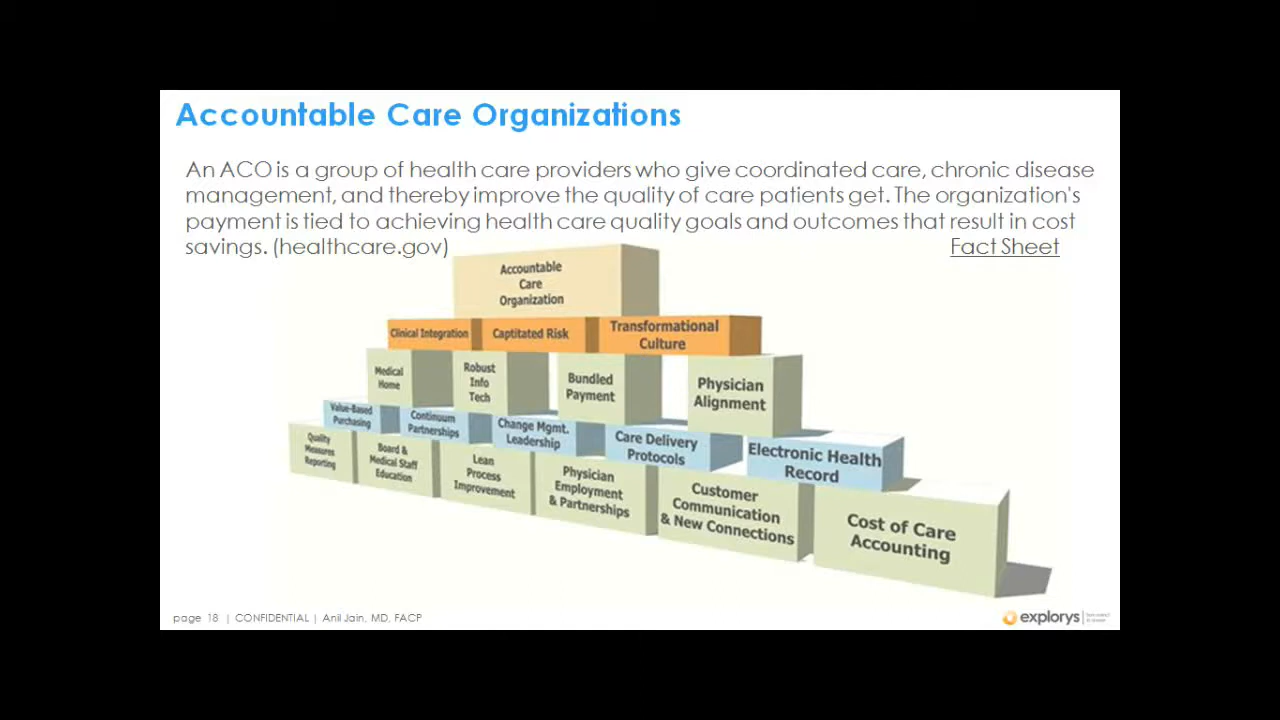 Accountable Care Organizations
An ACO is a group of health care providers who give coordinated care, chronic disease
management, and thereby improve the quality of care patients get. The organization's
payment is tied to achieving health care quality goals and outcomes that result in cost
savings. (healthcare.gov)
Fact Sheet
Accountable
Care
Organization
Clinical Integration
Captitated Risk
Transformational
Culture
Medical
Home
Robust
Info
Tech
Bundled
Payment
Physician
Alignment
Value-Based
Purchasing
Continuum
Partnerships
Change Mgmt.
Leadership
Care Delivery
Protocols
Electronic Health
Record
Quality
Measures
Reporting
Board &
Medical Staff
Education
Lean
Process
Improvement
Physician
Employment
& Partnerships
Customer
Communication
& New Connections
Cost of Care
Accounting
page 18 | CONFIDENTIAL | Anil Jain, MD, FACP
explorys